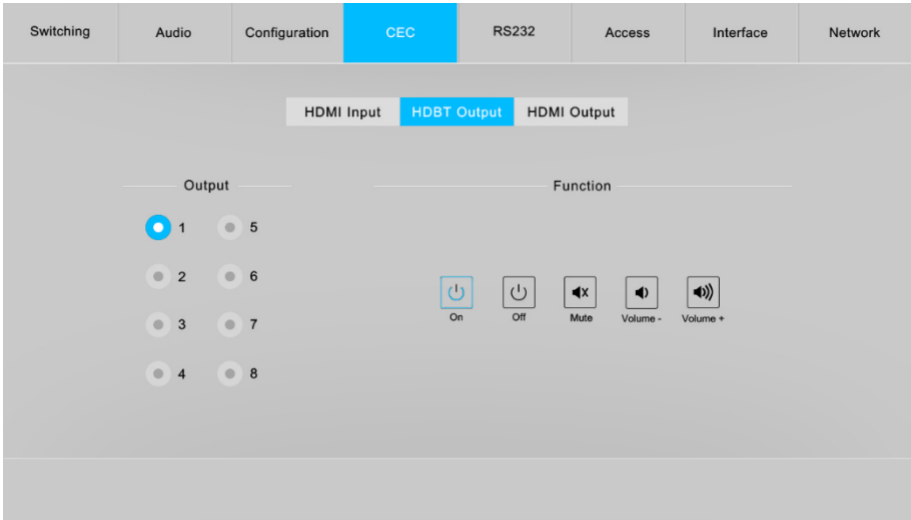 Switching Audio Configuration CEC RS232 Access Interface Network
HDMI Input HDBT Output HDMI Output
Output Function
1 5
2 6
3 7
4 8
On Off Mute Volume - Volume +